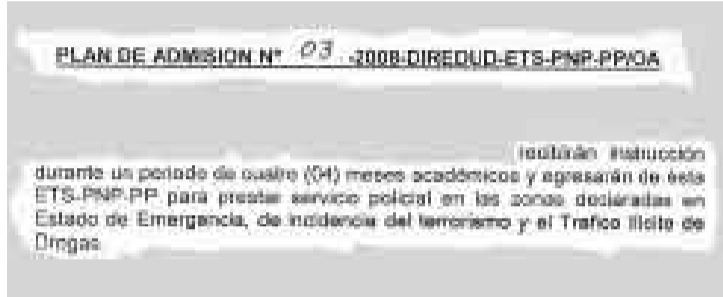 PLAN DE ADMISION N° 03 -2008-DIREDUD-ETS-PNP-PP/OA
recibirán instrucción
durante un periodo de cuatro (04) meses académicos y egresarán de esta
ETS-PNP-PP para prestar servicio policial en las zonas declaradas en
Estado de Emergencia, de incidencia del terrorismo y el Trafico Ilicito de
Drogas